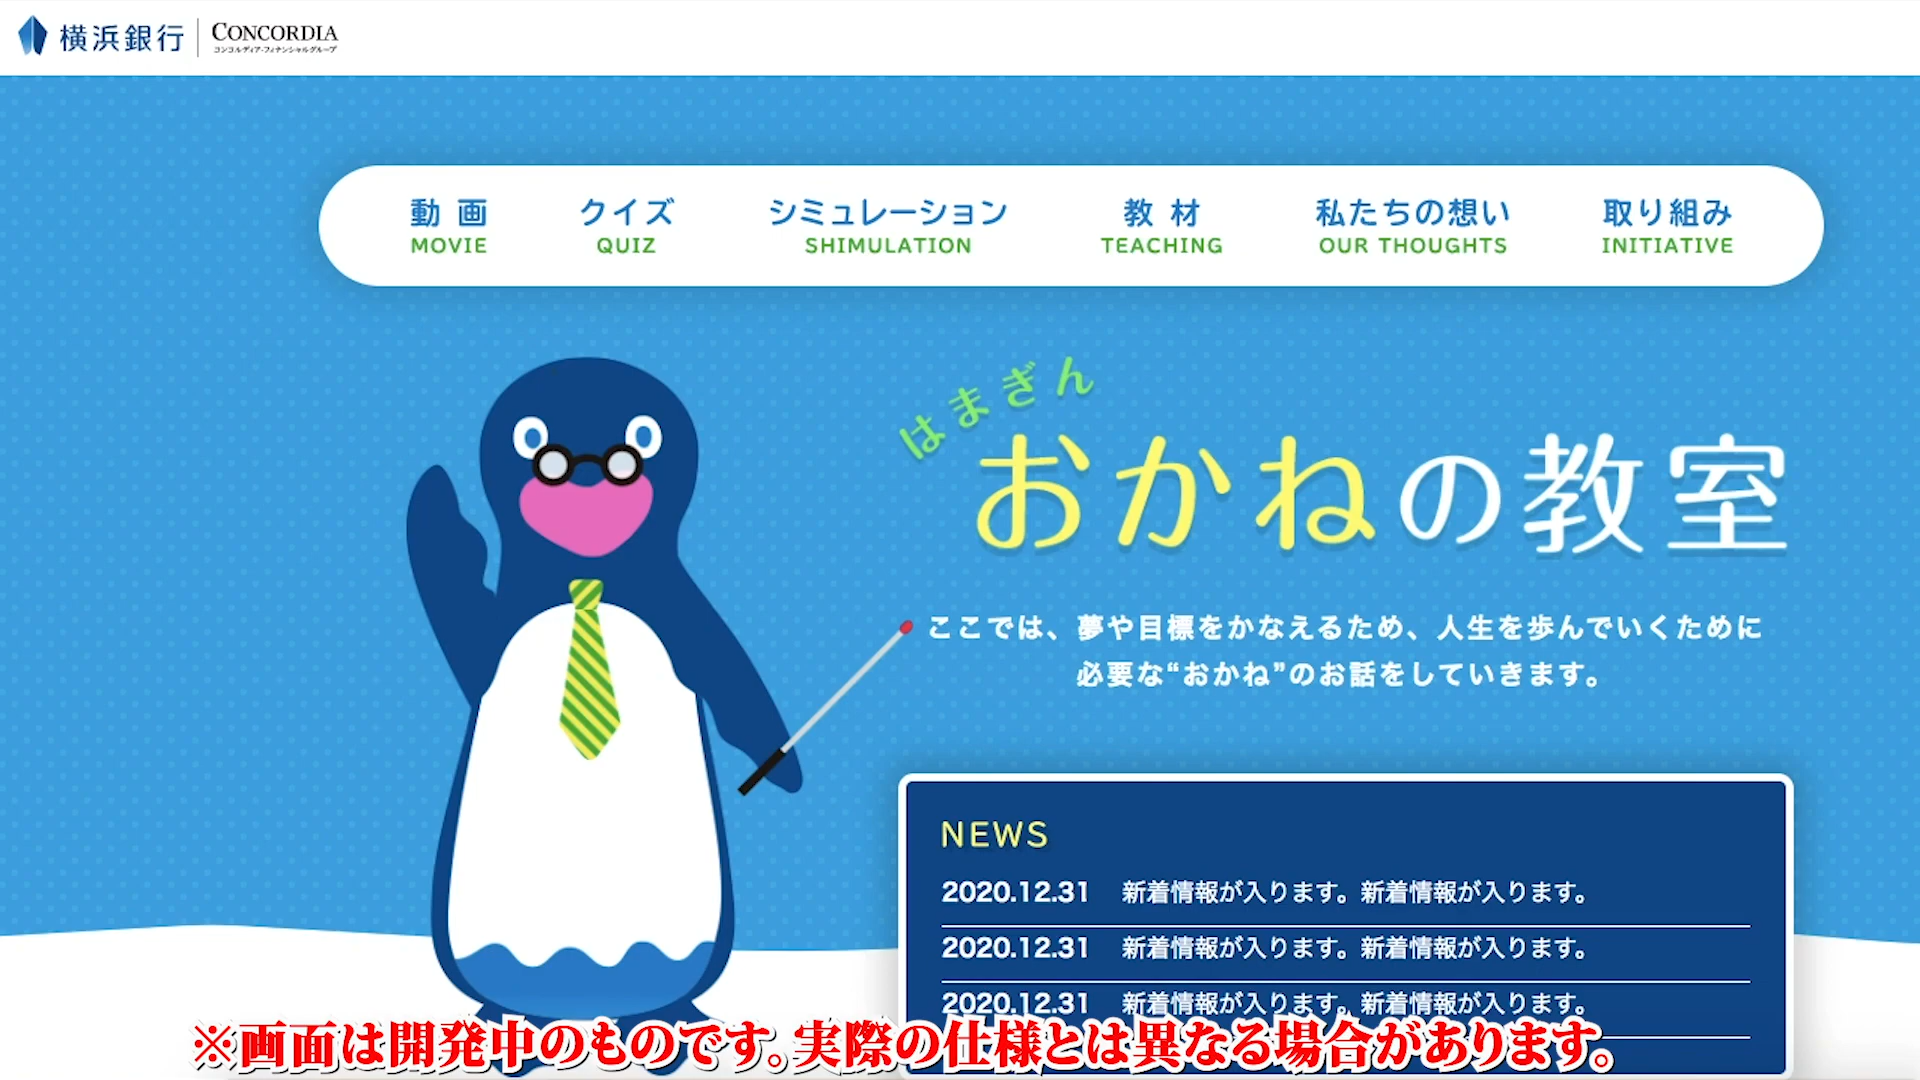 横浜銀行
CONCORDIA
コンコルディア・フィナンシャルグループ
動画
MOVIE
クイズ
QUIZ
シミュレーション
SHIMULATION
教材
TEACHING
私たちの想い
OUR THOUGHTS
取り組み
INITIATIVE
はまぎん
おかねの教室
ここでは、夢や目標をかなえるため、人生を歩んでいくために
必要な“おかね”のお話をしていきます。
NEWS
2020.12.31 新着情報が入ります。新着情報が入ります。
2020.12.31 新着情報が入ります。新着情報が入ります。
2020.12.31 新着情報が入ります。新着情報が入ります。
※画面は開発中のものです。実際の仕様とは異なる場合があります。